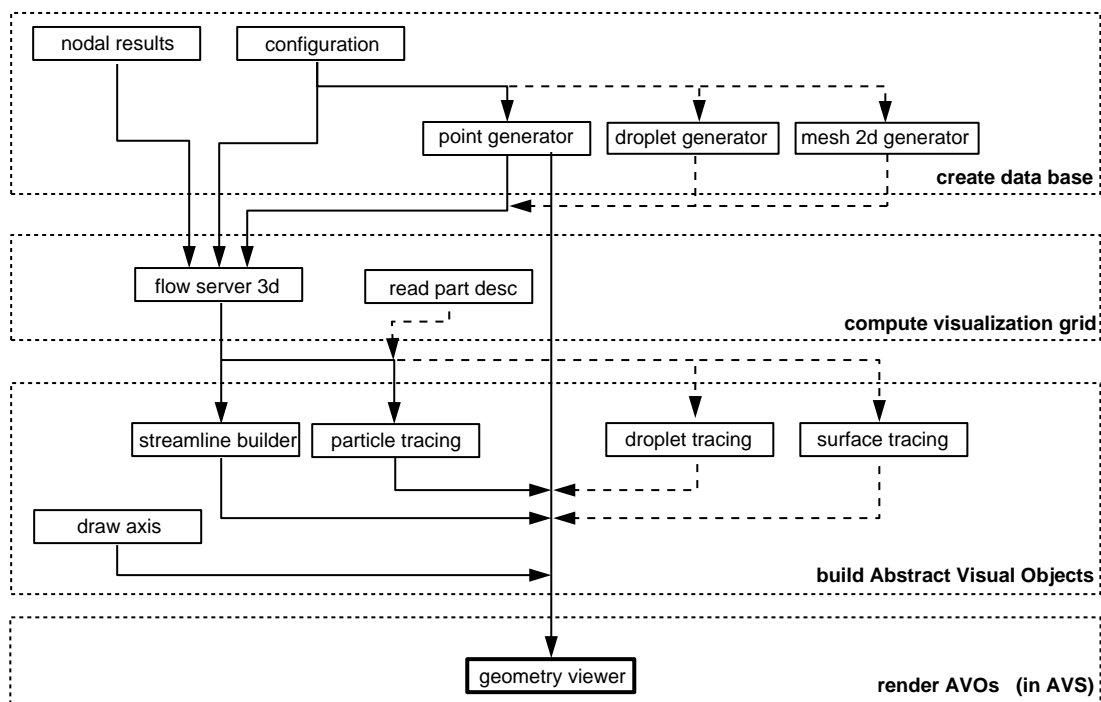 nodal results
configuration
point generator
droplet generator
mesh 2d generator
create data base
flow server 3d
read part desc
compute visualization grid
streamline builder
particle tracing
droplet tracing
surface tracing
draw axis
build Abstract Visual Objects
geometry viewer
render AVOs (in AVS)